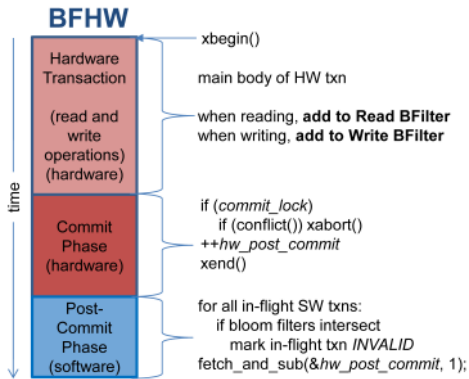 BFHW
time
Hardware
Transaction
(read and
write
operations)
(hardware)
xbegin()
main body of HW txn
when reading, add to Read BFilter
when writing, add to Write BFilter
Commit
Phase
(hardware)
if (commit_lock)
if (conflict()) xabort()
++hw_post_commit
xend()
Post-
Commit
Phase
(software)
for all in-flight SW txns:
if bloom filters intersect
mark in-flight txn INVALID
fetch_and_sub(&hw_post_commit, 1);